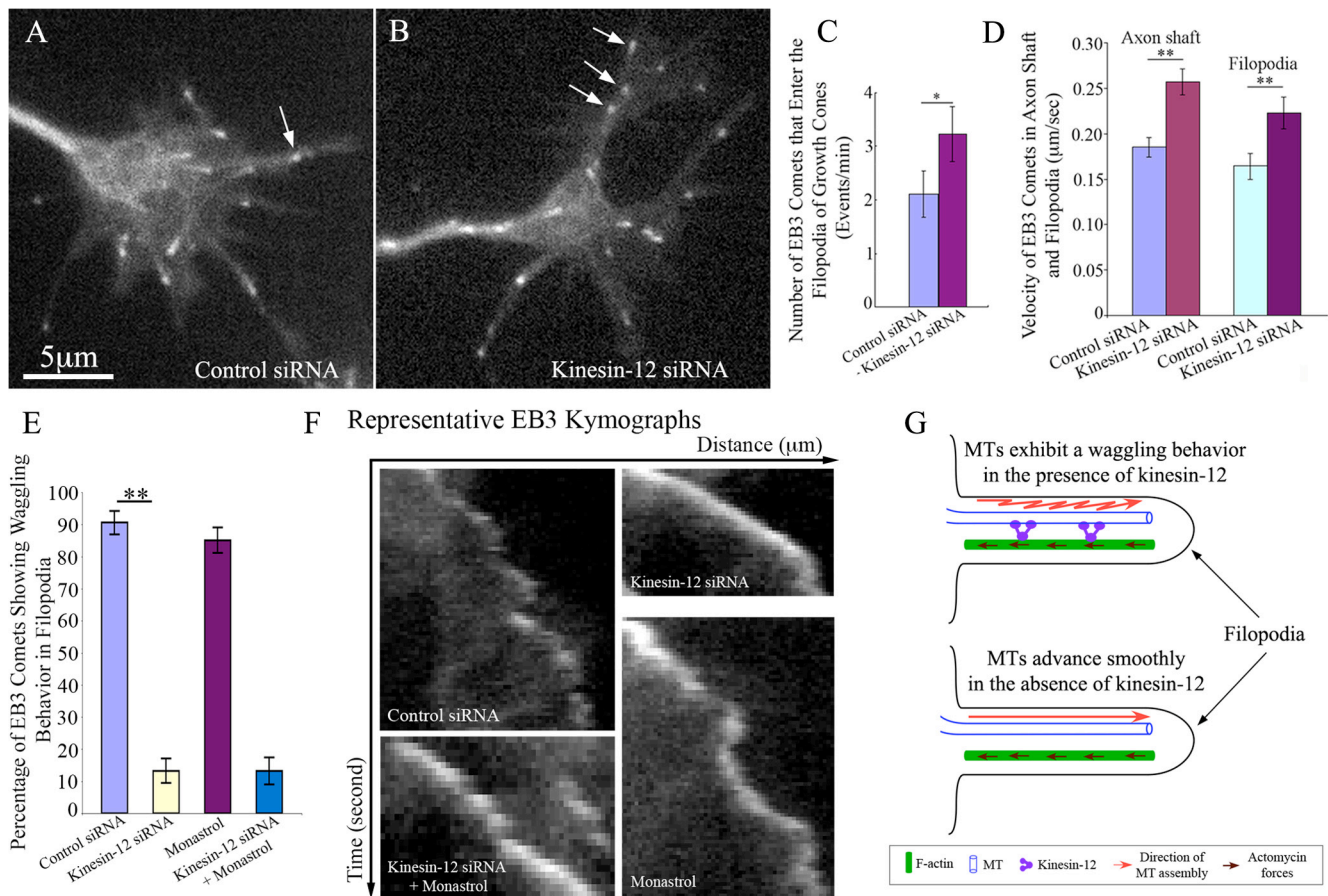 A
5μm
Control siRNA
B
Kinesin-12 siRNA
C
Number of EB3 Comets that Enter the
Filopodia of Growth Cones
(Events/min)
4
3
2
1
0
*
Control siRNA
- Kinesin-12 siRNA
D
Velocity of EB3 Comets in Axon Shaft
and Filopodia (μm/sec)
0.30
0.25
0.20
0.15
0.10
0.05
0.00
Axon shaft
**
Filopodia
**
Control siRNA
Kinesin-12 siRNA
Control siRNA
Kinesin-12 siRNA
E
Percentage of EB3 Comets Showing Waggling
Behavior in Filopodia
100
90
80
70
60
50
40
30
20
10
0
**
Control siRNA
Kinesin-12 siRNA
Monastrol
Kinesin-12 siRNA
+ Monastrol
F
Representative EB3 Kymographs
Distance (μm)
Time (second)
Control siRNA
Kinesin-12 siRNA
Kinesin-12 siRNA
+ Monastrol
Monastrol
G
MTs exhibit a waggling behavior
in the presence of kinesin-12
Filopodia
MTs advance smoothly
in the absence of kinesin-12
F-actin
MT
Kinesin-12
Direction of
MT assembly
Actomycin
forces